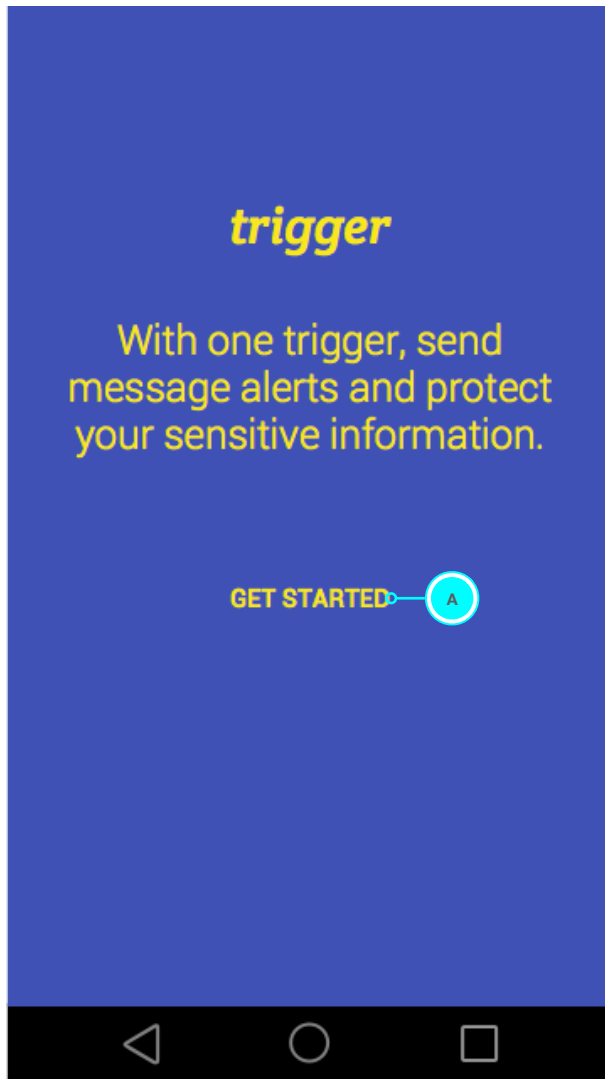 trigger
With one trigger, send
message alerts and protect
your sensitive information.
GET STARTED
A